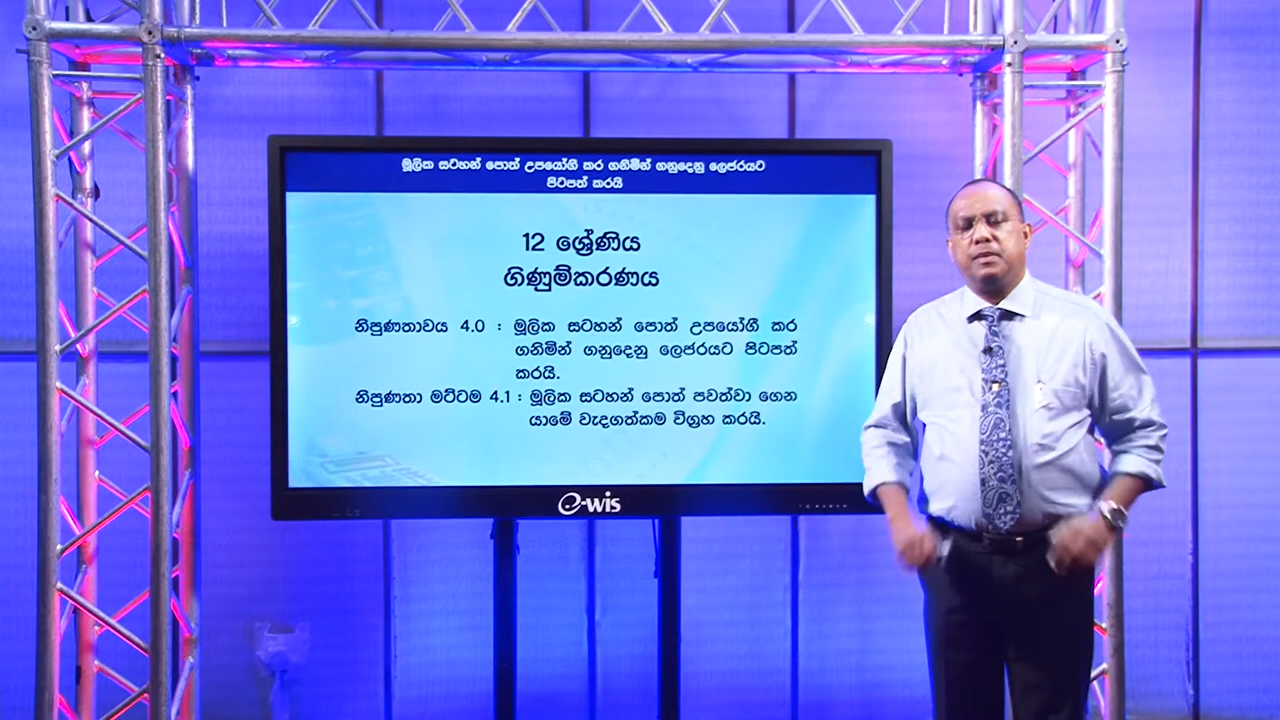 මූලික සටහන් පොත් උපයෝගී කර ගනිමින් ගනුදෙනු ලෙජරයට
පිටපත් කරයි
12 ශ්‍රේණිය
ගිණුම්කරණය
නිපුණතාවය 4.0 : මූලික සටහන් පොත් උපයෝගී කර
ගනිමින් ගනුදෙනු ලෙජරයට පිටපත්
කරයි.
නිපුණතා මට්ටම 4.1 : මූලික සටහන් පොත් පවත්වා ගෙන
යාමේ වැදගත්කම විග්‍රහ කරයි.
e-wis